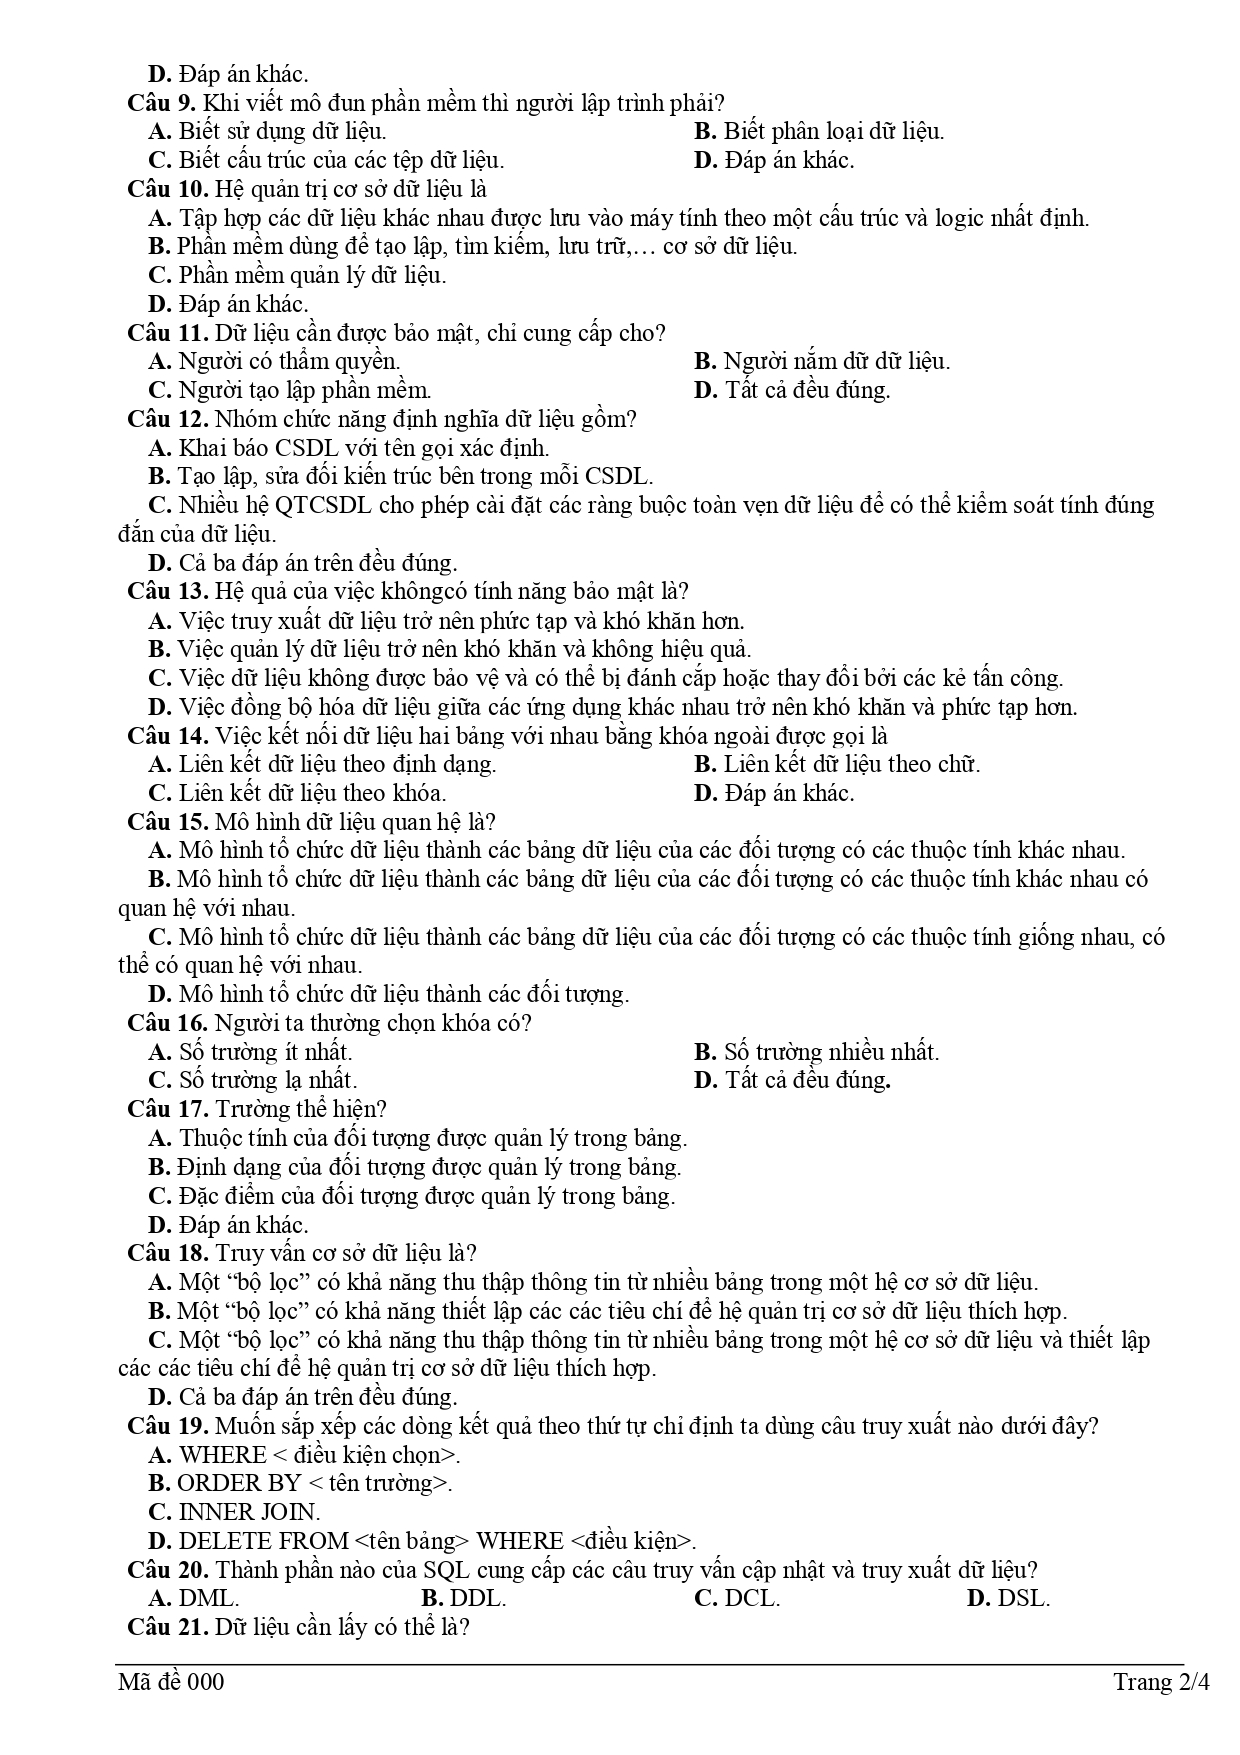 D. Đáp án khác.
Câu 9. Khi viết mô đun phần mềm thì người lập trình phải?
A. Biết sử dụng dữ liệu. B. Biết phân loại dữ liệu.
C. Biết cấu trúc của các tệp dữ liệu. D. Đáp án khác.
Câu 10. Hệ quản trị cơ sở dữ liệu là
A. Tập hợp các dữ liệu khác nhau được lưu vào máy tính theo một cấu trúc và logic nhất định.
B. Phần mềm dùng để tạo lập, tìm kiếm, lưu trữ,… cơ sở dữ liệu.
C. Phần mềm quản lý dữ liệu.
D. Đáp án khác.
Câu 11. Dữ liệu cần được bảo mật, chỉ cung cấp cho?
A. Người có thẩm quyền. B. Người nắm dữ dữ liệu.
C. Người tạo lập phần mềm. D. Tất cả đều đúng.
Câu 12. Nhóm chức năng định nghĩa dữ liệu gồm?
A. Khai báo CSDL với tên gọi xác định.
B. Tạo lập, sửa đối kiến trúc bên trong mỗi CSDL.
C. Nhiều hệ QTCSDL cho phép cài đặt các ràng buộc toàn vẹn dữ liệu để có thể kiểm soát tính đúng
đắn của dữ liệu.
D. Cả ba đáp án trên đều đúng.
Câu 13. Hệ quả của việc khôngcó tính năng bảo mật là?
A. Việc truy xuất dữ liệu trở nên phức tạp và khó khăn hơn.
B. Việc quản lý dữ liệu trở nên khó khăn và không hiệu quả.
C. Việc dữ liệu không được bảo vệ và có thể bị đánh cắp hoặc thay đổi bởi các kẻ tấn công.
D. Việc đồng bộ hóa dữ liệu giữa các ứng dụng khác nhau trở nên khó khăn và phức tạp hơn.
Câu 14. Việc kết nối dữ liệu hai bảng với nhau bằng khóa ngoài được gọi là
A. Liên kết dữ liệu theo định dạng. B. Liên kết dữ liệu theo chữ.
C. Liên kết dữ liệu theo khóa. D. Đáp án khác.
Câu 15. Mô hình dữ liệu quan hệ là?
A. Mô hình tổ chức dữ liệu thành các bảng dữ liệu của các đối tượng có các thuộc tính khác nhau.
B. Mô hình tổ chức dữ liệu thành các bảng dữ liệu của các đối tượng có các thuộc tính khác nhau có
quan hệ với nhau.
C. Mô hình tổ chức dữ liệu thành các bảng dữ liệu của các đối tượng có các thuộc tính giống nhau, có
thể có quan hệ với nhau.
D. Mô hình tổ chức dữ liệu thành các đối tượng.
Câu 16. Người ta thường chọn khóa có?
A. Số trường ít nhất. B. Số trường nhiều nhất.
C. Số trường lạ nhất. D. Tất cả đều đúng.
Câu 17. Trường thể hiện?
A. Thuộc tính của đối tượng được quản lý trong bảng.
B. Định dạng của đối tượng được quản lý trong bảng.
C. Đặc điểm của đối tượng được quản lý trong bảng.
D. Đáp án khác.
Câu 18. Truy vấn cơ sở dữ liệu là?
A. Một “bộ lọc” có khả năng thu thập thông tin từ nhiều bảng trong một hệ cơ sở dữ liệu.
B. Một “bộ lọc” có khả năng thiết lập các các tiêu chí để hệ quản trị cơ sở dữ liệu thích hợp.
C. Một “bộ lọc” có khả năng thu thập thông tin từ nhiều bảng trong một hệ cơ sở dữ liệu và thiết lập
các các tiêu chí để hệ quản trị cơ sở dữ liệu thích hợp.
D. Cả ba đáp án trên đều đúng.
Câu 19. Muốn sắp xếp các dòng kết quả theo thứ tự chỉ định ta dùng câu truy xuất nào dưới đây?
A. WHERE < điều kiện chọn>.
B. ORDER BY < tên trường>.
C. INNER JOIN.
D. DELETE FROM <tên bảng> WHERE <điều kiện>.
Câu 20. Thành phần nào của SQL cung cấp các câu truy vấn cập nhật và truy xuất dữ liệu?
A. DML. B. DDL. C. DCL. D. DSL.
Câu 21. Dữ liệu cần lấy có thể là?
Mã đề 000 Trang 2/4